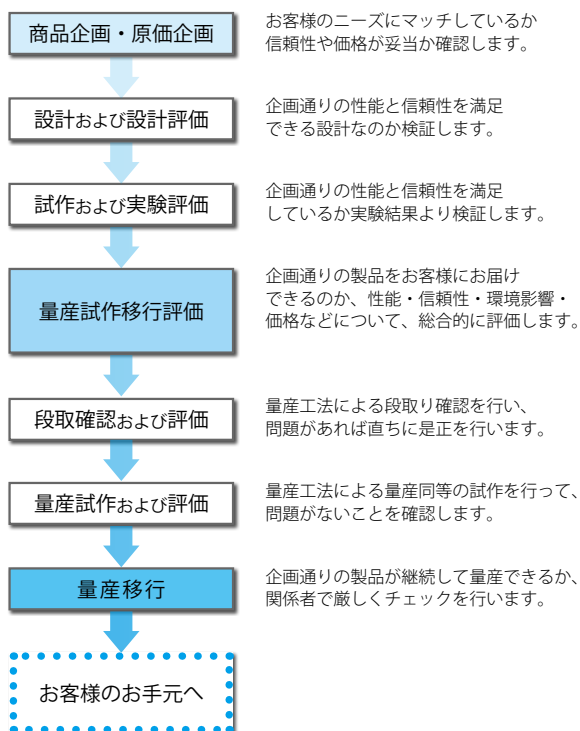 商品企画・原価企画
お客様のニーズにマッチしているか
信頼性や価格が妥当か確認します。
設計および設計評価
企画通りの性能と信頼性を満足
できる設計なのか検証します。
試作および実験評価
企画通りの性能と信頼性を満足
しているか実験結果より検証します。
量産試作移行評価
企画通りの製品をお客様にお届け
できるのか、性能・信頼性・環境影響・
価格などについて、総合的に評価します。
段取確認および評価
量産工法による段取り確認を行い、
問題があれば直ちに是正を行います。
量産試作および評価
量産工法による量産同等の試作を行って、
問題がないことを確認します。
量産移行
企画通りの製品が継続して量産できるか、
関係者で厳しくチェックを行います。
お客様のお手元へ